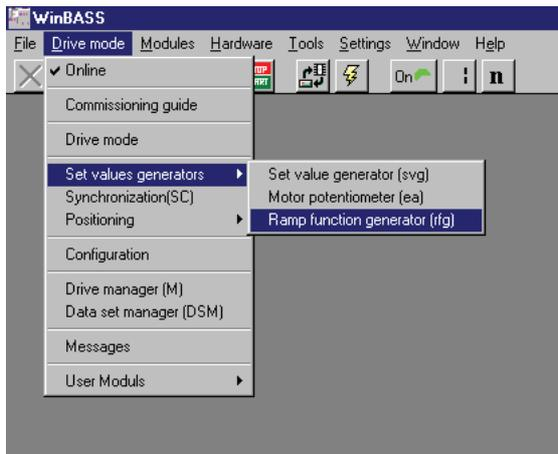 WinBASS
File Drive mode Modules Hardware Tools Settings Window Help
On n
Online
Commissioning guide
Drive mode
Set values generators
Set value generator (svg)
Synchronization(SC)
Motor potentiometer (ea)
Positioning
Ramp function generator (rfg)
Configuration
Drive manager (M)
Data set manager (DSM)
Messages
User Moduls